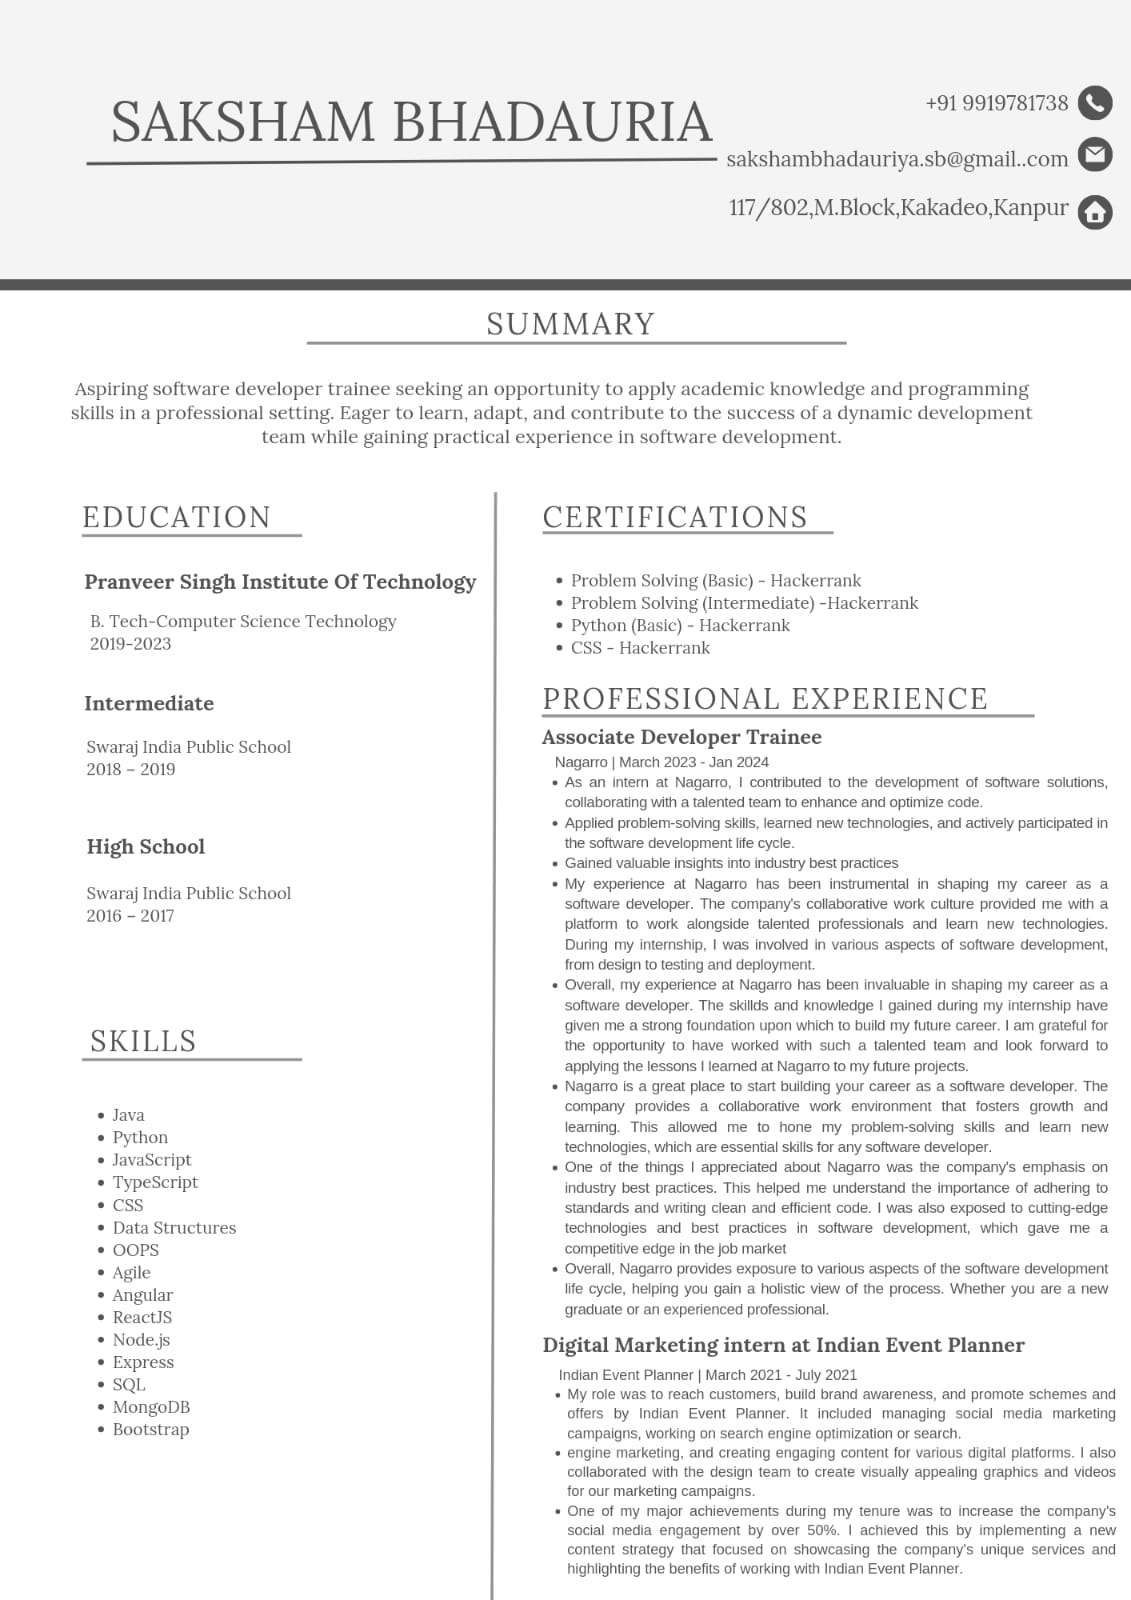 SAKSHAM BHADAURIA
+91 9919781738
sakshambhadauriya.sb@gmail..com
117/802,M.Block,Kakadeo,Kanpur
SUMMARY
Aspiring software developer trainee seeking an opportunity to apply academic knowledge and programming
skills in a professional setting. Eager to learn, adapt, and contribute to the success of a dynamic development
team while gaining practical experience in software development.
EDUCATION
Pranveer Singh Institute Of Technology
B. Tech-Computer Science Technology
2019-2023
Intermediate
Swaraj India Public School
2018 – 2019
High School
Swaraj India Public School
2016 – 2017
SKILLS
• Java
• Python
• JavaScript
• TypeScript
• CSS
• Data Structures
• OOPS
• Agile
• Angular
• ReactJS
• Node.js
• Express
• SQL
• MongoDB
• Bootstrap
CERTIFICATIONS
• Problem Solving (Basic) - Hackerrank
• Problem Solving (Intermediate) -Hackerrank
• Python (Basic) - Hackerrank
• CSS - Hackerrank
PROFESSIONAL EXPERIENCE
Associate Developer Trainee
Nagarro | March 2023 - Jan 2024
• As an intern at Nagarro, I contributed to the development of software solutions,
collaborating with a talented team to enhance and optimize code.
• Applied problem-solving skills, learned new technologies, and actively participated in
the software development life cycle.
• Gained valuable insights into industry best practices
• My experience at Nagarro has been instrumental in shaping my career as a
software developer. The company's collaborative work culture provided me with a
platform to work alongside talented professionals and learn new technologies.
During my internship, I was involved in various aspects of software development,
from design to testing and deployment.
• Overall, my experience at Nagarro has been invaluable in shaping my career as a
software developer. The skillds and knowledge I gained during my internship have
given me a strong foundation upon which to build my future career. I am grateful for
the opportunity to have worked with such a talented team and look forward to
applying the lessons I learned at Nagarro to my future projects.
• Nagarro is a great place to start building your career as a software developer. The
company provides a collaborative work environment that fosters growth and
learning. This allowed me to hone my problem-solving skills and learn new
technologies, which are essential skills for any software developer.
• One of the things I appreciated about Nagarro was the company's emphasis on
industry best practices. This helped me understand the importance of adhering to
standards and writing clean and efficient code. I was also exposed to cutting-edge
technologies and best practices in software development, which gave me a
competitive edge in the job market
• Overall, Nagarro provides exposure to various aspects of the software development
life cycle, helping you gain a holistic view of the process. Whether you are a new
graduate or an experienced professional.
Digital Marketing intern at Indian Event Planner
Indian Event Planner | March 2021 - July 2021
• My role was to reach customers, build brand awareness, and promote schemes and
offers by Indian Event Planner. It included managing social media marketing
campaigns, working on search engine optimization or search.
• engine marketing, and creating engaging content for various digital platforms. I also
collaborated with the design team to create visually appealing graphics and videos
for our marketing campaigns.
• One of my major achievements during my tenure was to increase the company's
social media engagement by over 50%. I achieved this by implementing a new
content strategy that focused on showcasing the company's unique services and
highlighting the benefits of working with Indian Event Planner.